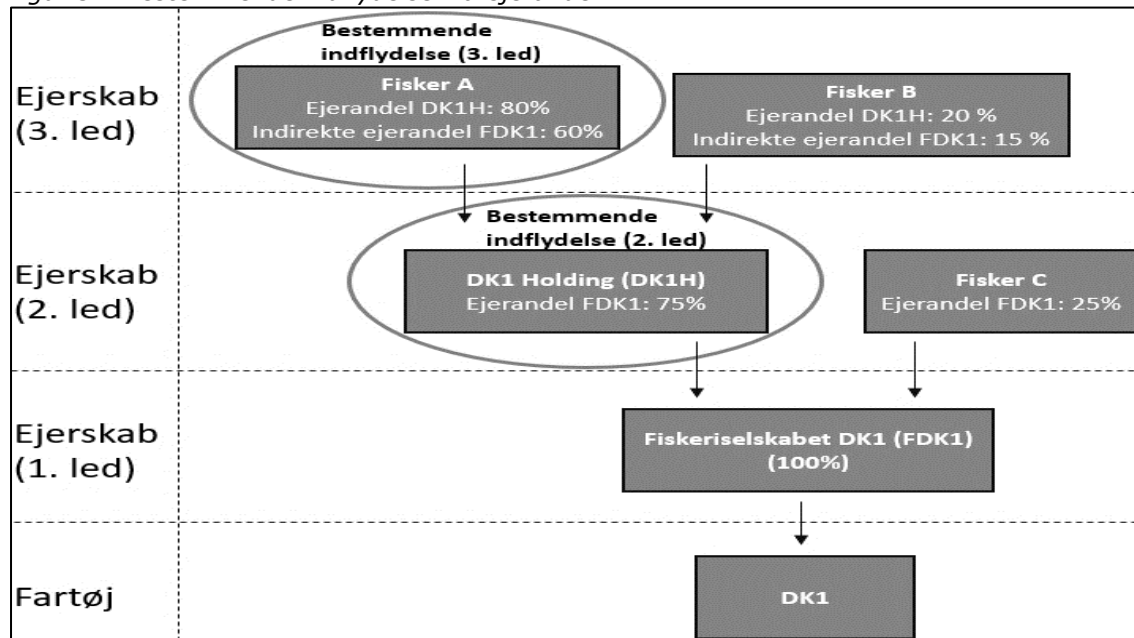 Bestemmende
indflydelse (3. led)
Ejerskab
(3. led)
Fisker A
Ejerandel DK1H: 80%
Indirekte ejerandel FDK1: 60%
Fisker B
Ejerandel DK1H: 20 %
Indirekte ejerandel FDK1: 15 %
Bestemmende
indflydelse (2. led)
Ejerskab
(2. led)
DK1 Holding (DK1H)
Ejerandel FDK1: 75%
Fisker C
Ejerandel FDK1: 25%
Ejerskab
(1. led)
Fiskeriselskabet DK1 (FDK1)
(100%)
Fartøj
DK1